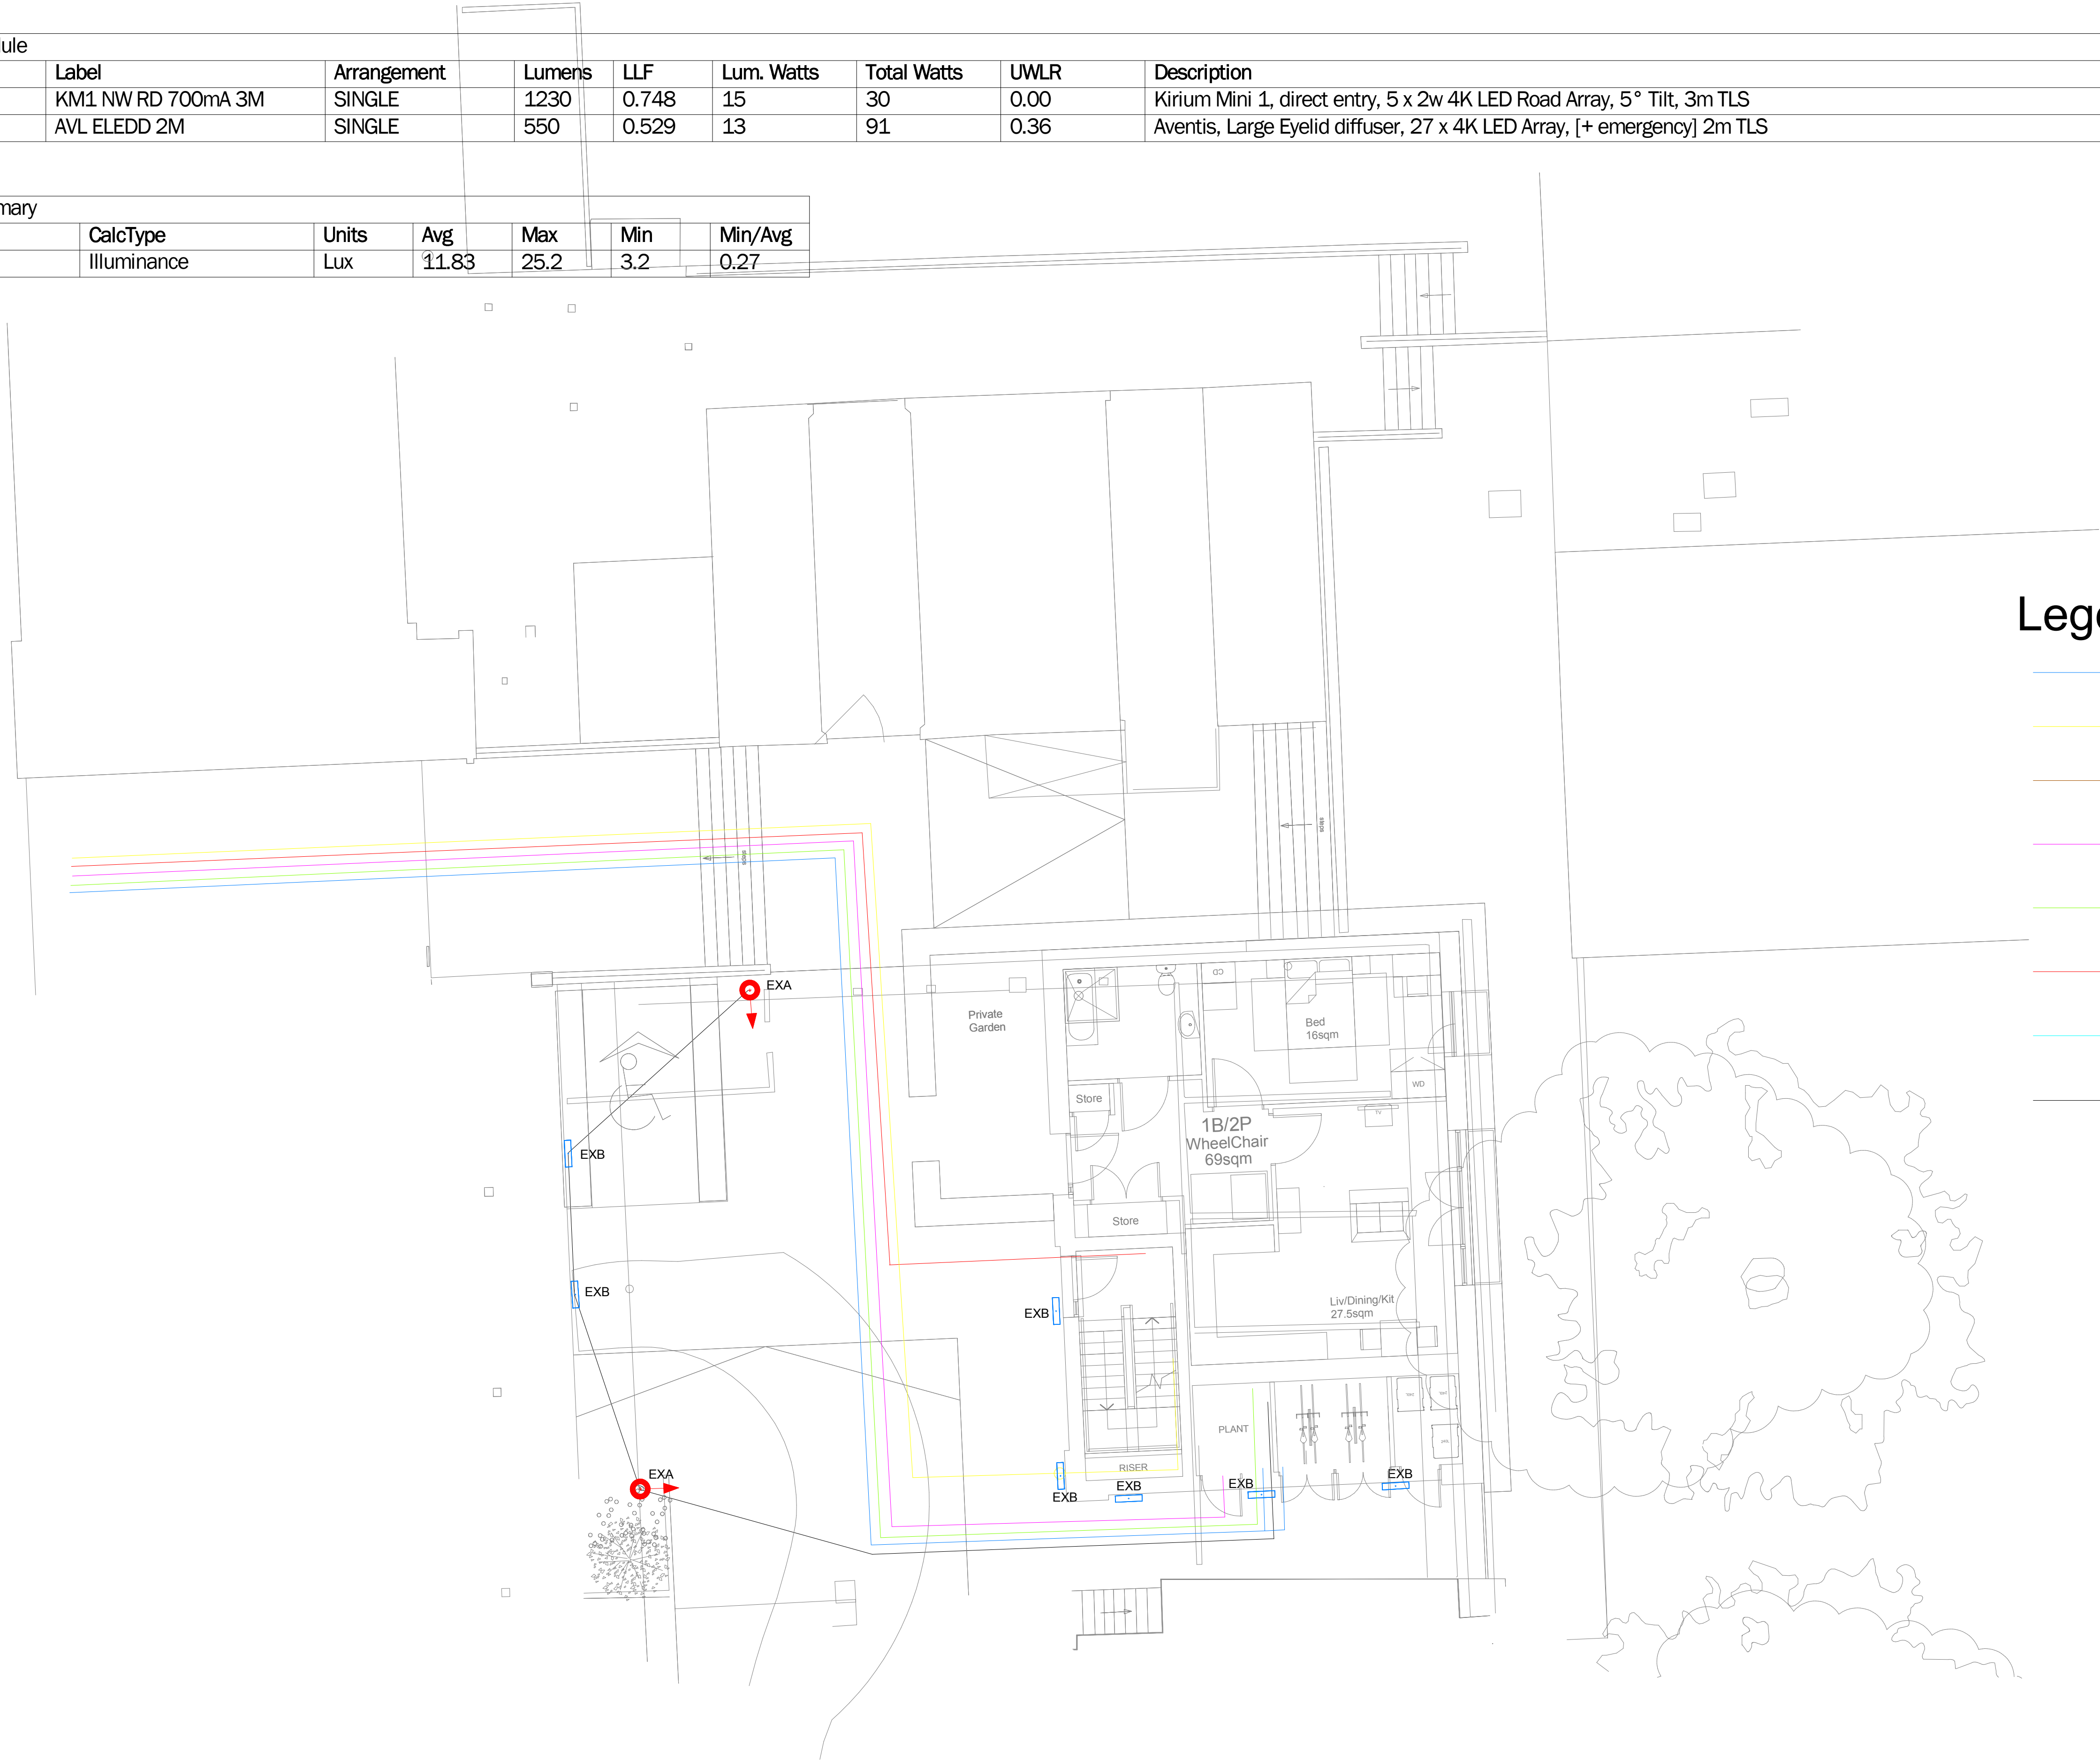 ule
Label Arrangement Lumens LLF Lum. Watts Total Watts UWLR Description
KM1 NW RD 700mA 3M SINGLE 1230 0.748 15 30 0.00 Kirium Mini 1, direct entry, 5 x 2w 4K LED Road Array, 5° Tilt, 3m TLS
AVL ELEDD 2M SINGLE 550 0.529 13 91 0.36 Aventis, Large Eyelid diffuser, 27 x 4K LED Array, [+ emergency] 2m TLS
mary
CalcType Units Avg Max Min Min/Avg
Illuminance Lux 11.83 25.2 3.2 0.27
Lege
steps
steps
EXA
CD
Private
Garden
Bed
16sqm
WD
Store
TV
1B/2P
WheelChair
69sqm
EXB
Store
EXB
EXB
Liv/Dining/Kit
27.5sqm
PLANT
RISER
EXA
EXB
EXB
EXB
EXB